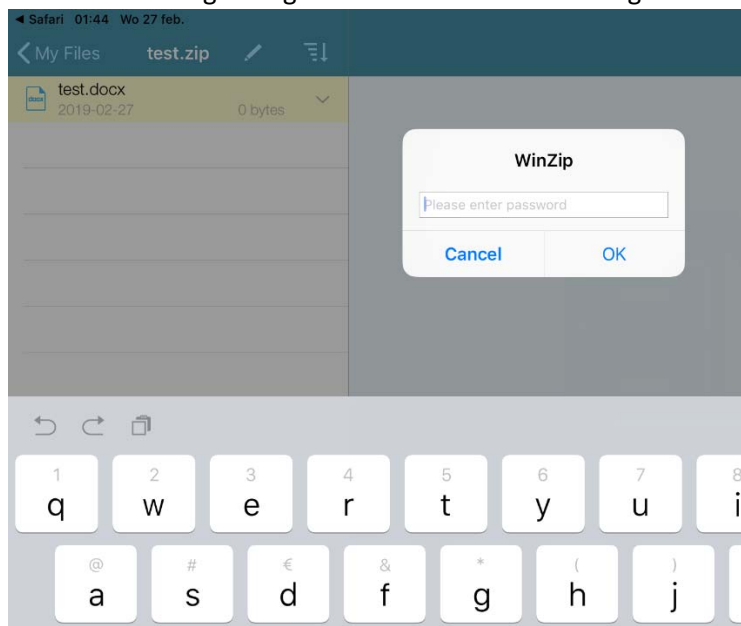 ◀ Safari 01:44 Wo 27 feb.
My Files test.zip
test.docx
docx
2019-02-27 0 bytes
WinZip
Please enter password
Cancel OK
1 2 3 4 5 6 7 8
q w e r t y u i
@ # € & * ( )
a s d f g h j